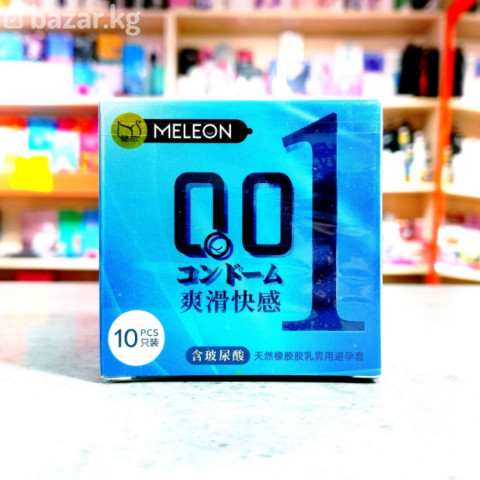 bazar.kg
MELEON
0.01
コンドーム
爽滑快感
10 PCS
只装
含玻尿酸
天然橡胶胶乳男用避孕套